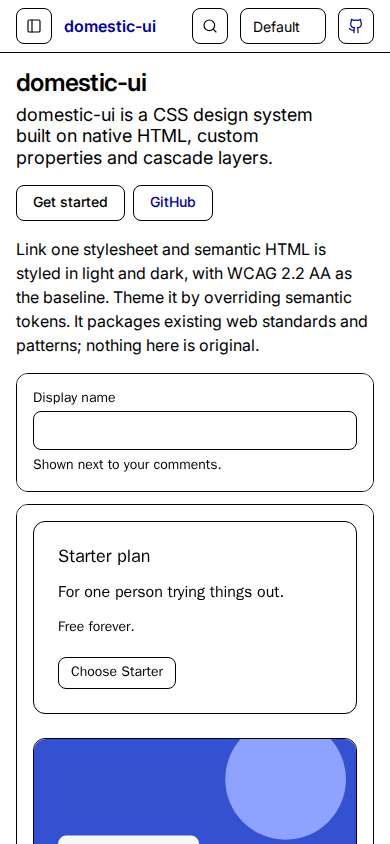 domestic-ui
Default
domestic-ui
domestic-ui is a CSS design system
built on native HTML, custom
properties and cascade layers.
Get started
GitHub
Link one stylesheet and semantic HTML is
styled in light and dark, with WCAG 2.2 AA as
the baseline. Theme it by overriding semantic
tokens. It packages existing web standards and
patterns; nothing here is original.
Display name
Shown next to your comments.
Starter plan
For one person trying things out.
Free forever.
Choose Starter